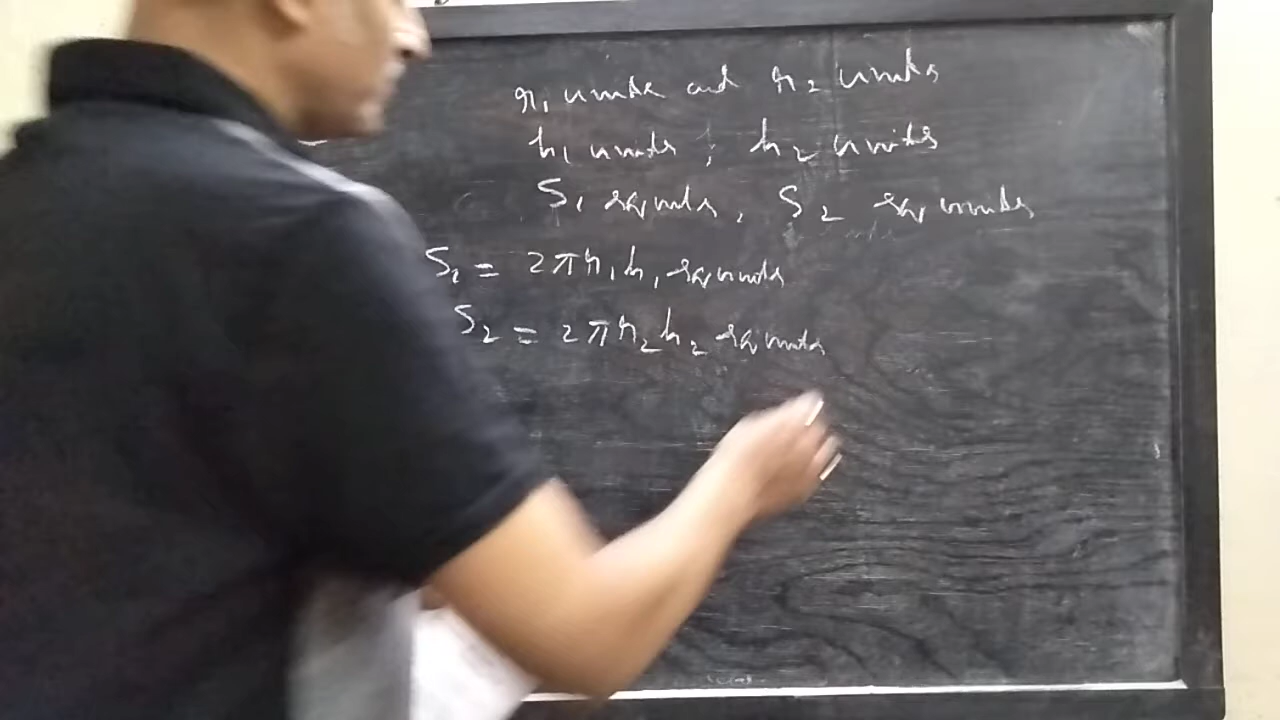 r₁ units and r₂ units
h₁ units, h₂ units
S₁ sq units, S₂ sq units
S₁ = 2πr₁h₁ sq units
S₂ = 2πr₂h₂ sq units